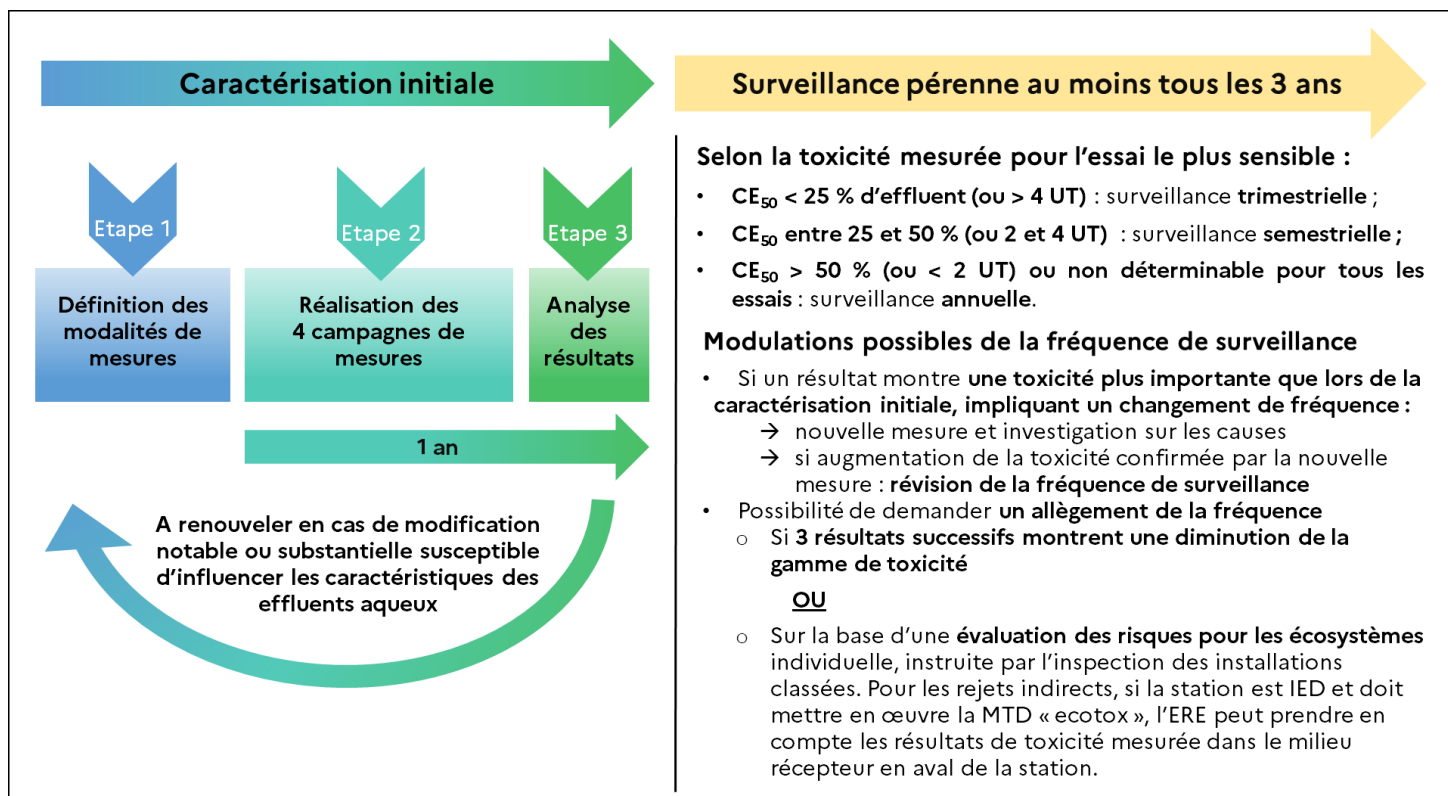 Caractérisation initiale
Surveillance pérenne au moins tous les 3 ans
Etape 1
Etape 2
Etape 3
Définition des
modalités de
mesures
Réalisation des
4 campagnes de
mesures
Analyse
des
résultats
1 an
A renouveler en cas de modification
notable ou substantielle susceptible
d’influencer les caractéristiques des
effluents aqueux
Selon la toxicité mesurée pour l’essai le plus sensible :
• CE₅₀ < 25 % d’effluent (ou > 4 UT) : surveillance trimestrielle ;
• CE₅₀ entre 25 et 50 % (ou 2 et 4 UT) : surveillance semestrielle ;
• CE₅₀ > 50 % (ou < 2 UT) ou non déterminable pour tous les
essais : surveillance annuelle.
Modulations possibles de la fréquence de surveillance
• Si un résultat montre une toxicité plus importante que lors de la
caractérisation initiale, impliquant un changement de fréquence :
→ nouvelle mesure et investigation sur les causes
→ si augmentation de la toxicité confirmée par la nouvelle
mesure : révision de la fréquence de surveillance
• Possibilité de demander un allègement de la fréquence
o Si 3 résultats successifs montrent une diminution de la
gamme de toxicité
OU
o Sur la base d’une évaluation des risques pour les écosystèmes
individuelle, instruite par l’inspection des installations
classées. Pour les rejets indirects, si la station est IED et doit
mettre en œuvre la MTD « ecotox », l’ERE peut prendre en
compte les résultats de toxicité mesurée dans le milieu
récepteur en aval de la station.